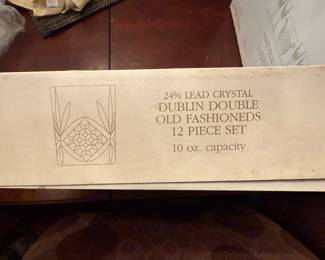 24% LEAD CRYSTAL
DUBLIN DOUBLE
OLD FASHIONEDS
12 PIECE SET
10 oz. capacity